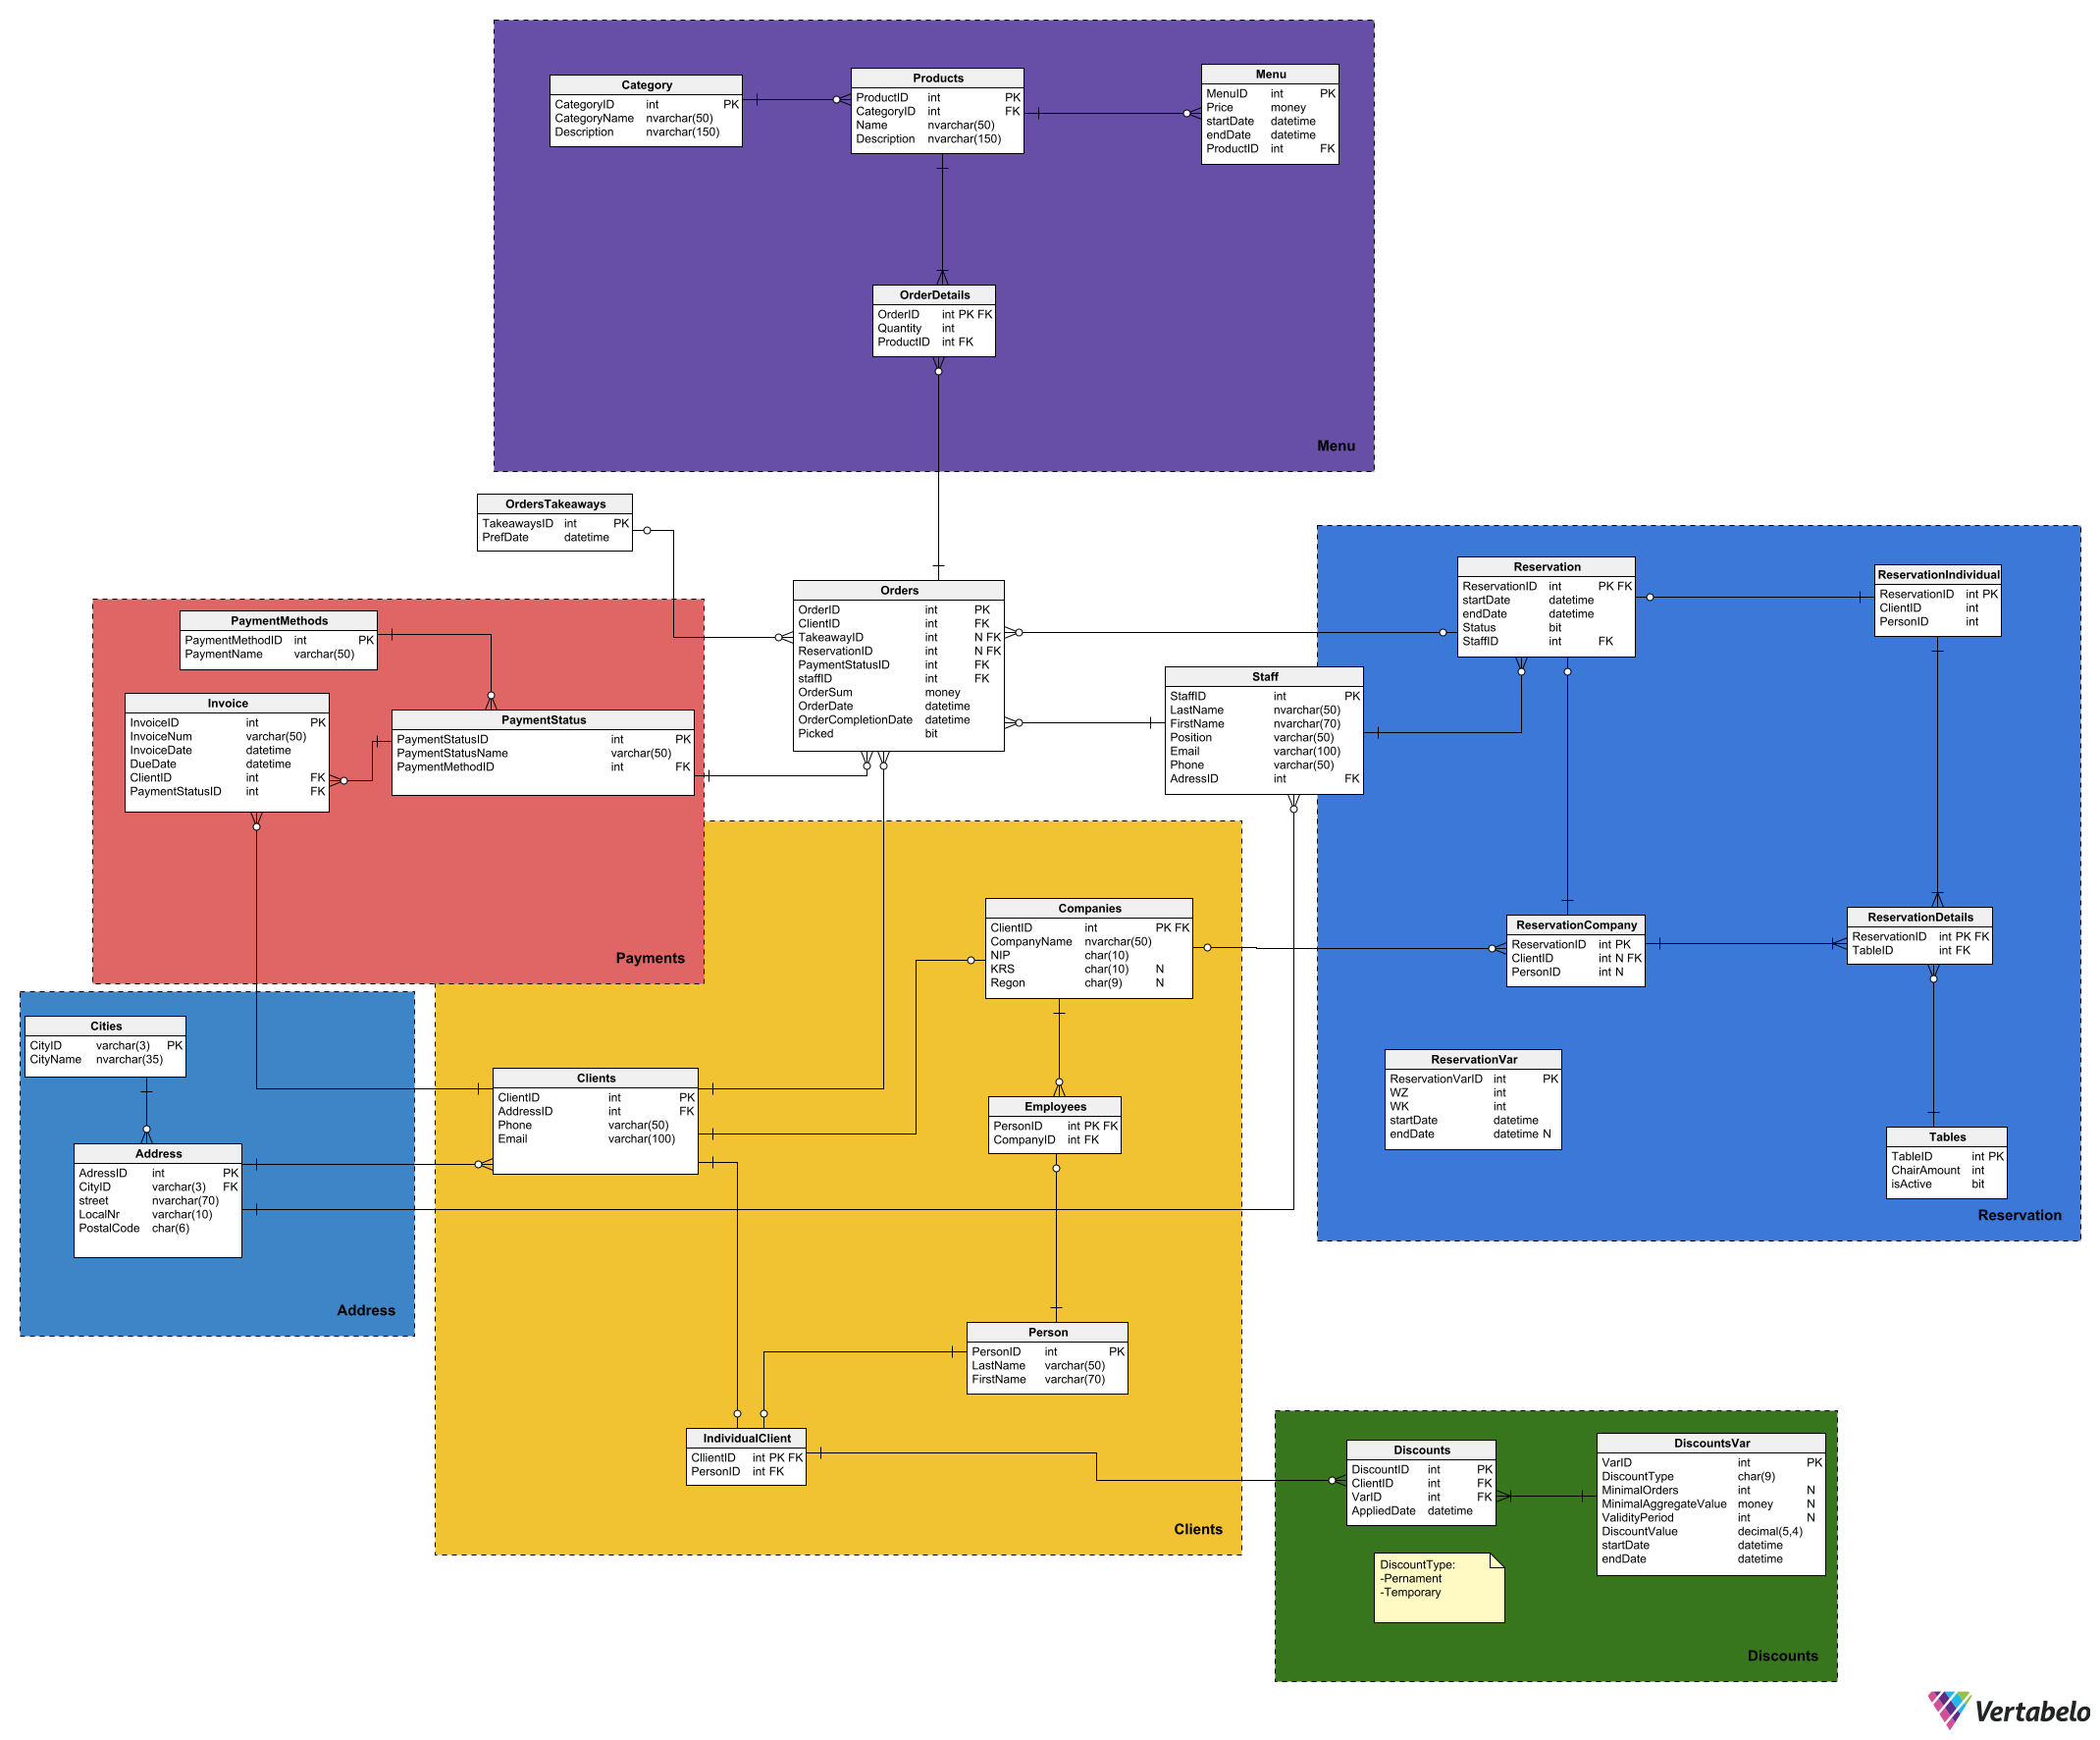 Category
CategoryID int PK
CategoryName nvarchar(50)
Description nvarchar(150)
Products
ProductID int PK
CategoryID int FK
Name nvarchar(50)
Description nvarchar(150)
Menu
MenuID int PK
Price money
startDate datetime
endDate datetime
ProductID int FK
OrderDetails
OrderID int PK FK
Quantity int
ProductID int FK
Menu
OrdersTakeaways
TakeawaysID int PK
PrefDate datetime
Orders
OrderID int PK
ClientID int FK
TakeawayID int N FK
ReservationID int N FK
PaymentStatusID int FK
staffID int FK
OrderSum money
OrderDate datetime
OrderCompletionDate datetime
Picked bit
PaymentMethods
PaymentMethodID int PK
PaymentName varchar(50)
Invoice
InvoiceID int PK
InvoiceNum varchar(50)
InvoiceDate datetime
DueDate datetime
ClientID int FK
PaymentStatusID int FK
PaymentStatus
PaymentStatusID int PK
PaymentStatusName varchar(50)
PaymentMethodID int FK
Payments
Staff
StaffID int PK
LastName nvarchar(50)
FirstName nvarchar(70)
Position varchar(50)
Email varchar(100)
Phone varchar(50)
AdressID int FK
Reservation
ReservationID int PK FK
startDate datetime
endDate datetime
Status bit
StaffID int FK
ReservationIndividual
ReservationID int PK
ClientID int
PersonID int
ReservationCompany
ReservationID int PK
ClientID int N FK
PersonID int N
ReservationDetails
ReservationID int PK FK
TableID int FK
ReservationVar
ReservationVarID int PK
WZ int
WK int
startDate datetime
endDate datetime N
Tables
TableID int PK
ChairAmount int
isActive bit
Reservation
Companies
ClientID int PK FK
CompanyName nvarchar(50)
NIP char(10)
KRS char(10) N
Regon char(9) N
Cities
CityID varchar(3) PK
CityName nvarchar(35)
Address
AdressID int PK
CityID varchar(3) FK
street nvarchar(70)
LocalNr varchar(10)
PostalCode char(6)
Address
Clients
ClientID int PK
AddressID int FK
Phone varchar(50)
Email varchar(100)
Employees
PersonID int PK FK
CompanyID int FK
Person
PersonID int PK
LastName varchar(50)
FirstName varchar(70)
IndividualClient
CllientID int PK FK
PersonID int FK
Clients
Discounts
DiscountID int PK
ClientID int FK
VarID int FK
AppliedDate datetime
DiscountsVar
VarID int PK
DiscountType char(9)
MinimalOrders int N
MinimalAggregateValue money N
ValidityPeriod int N
DiscountValue decimal(5,4)
startDate datetime
endDate datetime
DiscountType:
-Pernament
-Temporary
Discounts
Vertabelo